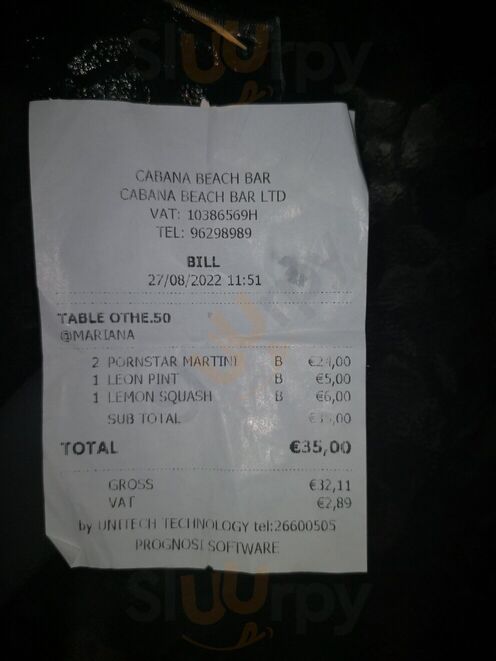 Sluurpy
CABANA BEACH BAR
CABANA BEACH BAR LTD
VAT: 10386569H
TEL: 96298989
BILL
27/08/2022 11:51
TABLE OTHE.50
@MARIANA
2 PORNSTAR MARTINI B €24,00
1 LEON PINT B €5,00
1 LEMON SQUASH B €6,00
SUB TOTAL
TOTAL €35,00
GROSS €32,11
VAT €2,89
by UNITECH TECHNOLOGY tel:26600505
PROGNOSI SOFTWARE
Sluurpy